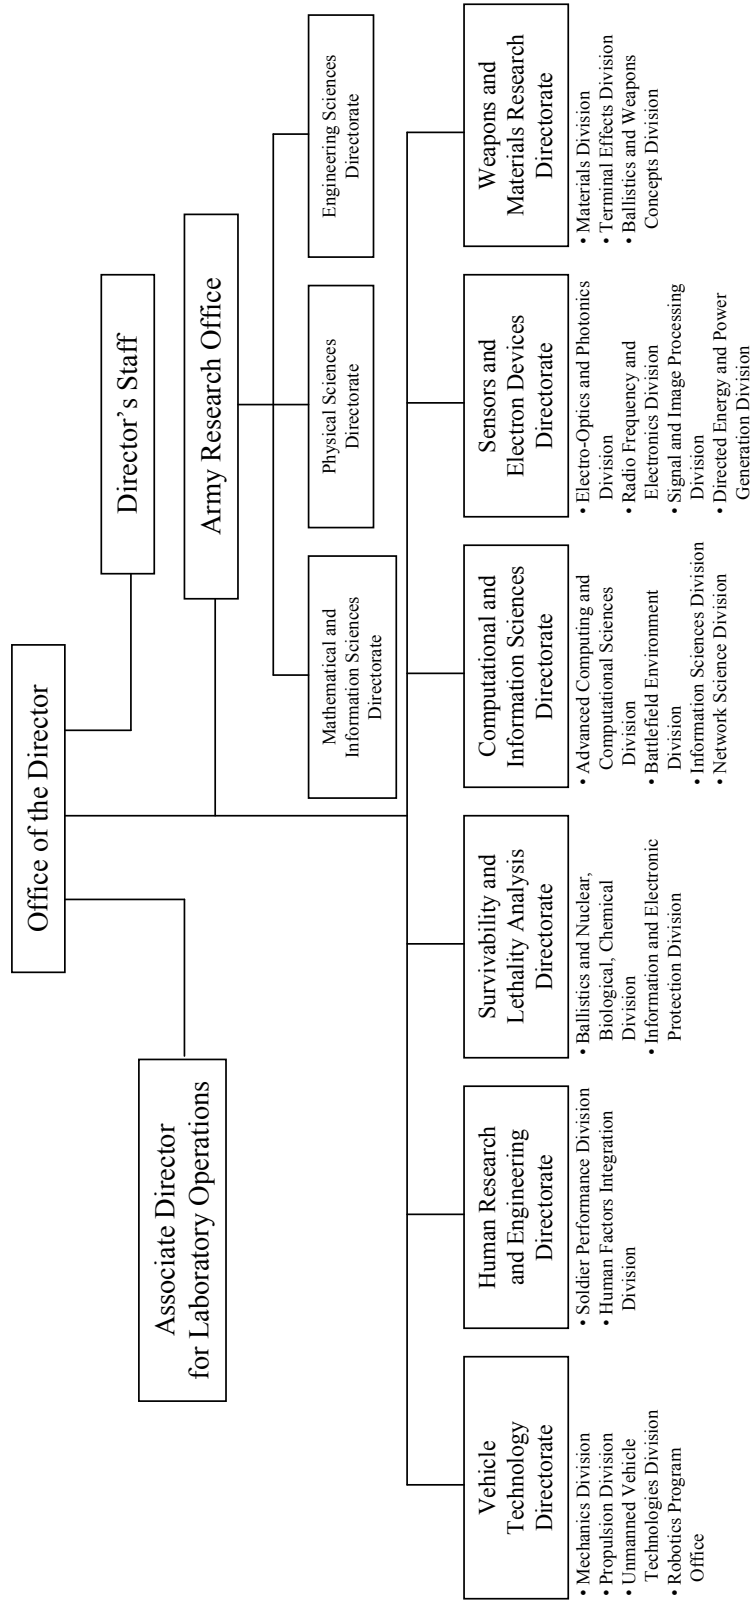 Office of the Director
Director's Staff
Associate Director
for Laboratory Operations
Army Research Office
Mathematical and
Information Sciences
Directorate
Physical Sciences
Directorate
Engineering Sciences
Directorate
Vehicle
Technology
Directorate
• Mechanics Division
• Propulsion Division
• Unmanned Vehicle
Technologies Division
• Robotics Program
Office
Human Research
and Engineering
Directorate
• Soldier Performance Division
• Human Factors Integration
Division
Survivability and
Lethality Analysis
Directorate
• Ballistics and Nuclear,
Biological, Chemical
Division
• Information and Electronic
Protection Division
Computational and
Information Sciences
Directorate
• Advanced Computing and
Computational Sciences
Division
• Battlefield Environment
Division
• Information Sciences Division
• Network Science Division
Sensors and
Electron Devices
Directorate
• Electro-Optics and Photonics
Division
• Radio Frequency and
Electronics Division
• Signal and Image Processing
Division
• Directed Energy and Power
Generation Division
Weapons and
Materials Research
Directorate
• Materials Division
• Terminal Effects Division
• Ballistics and Weapons
Concepts Division